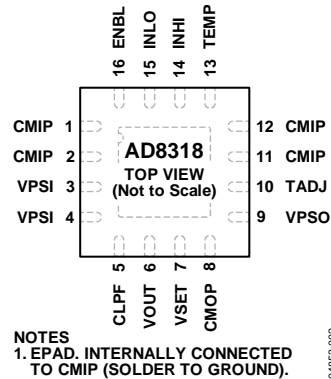 16 ENBL
15 INLO
14 INHI
13 TEMP
CMIP 1
CMIP 2
VPSI 3
VPSI 4
AD8318
TOP VIEW
(Not to Scale)
12 CMIP
11 CMIP
10 TADJ
9 VPSO
CLPF 5
VOUT 6
VSET 7
CMOP 8
NOTES
1. EPAD. INTERNALLY CONNECTED
TO CMIP (SOLDER TO GROUND).